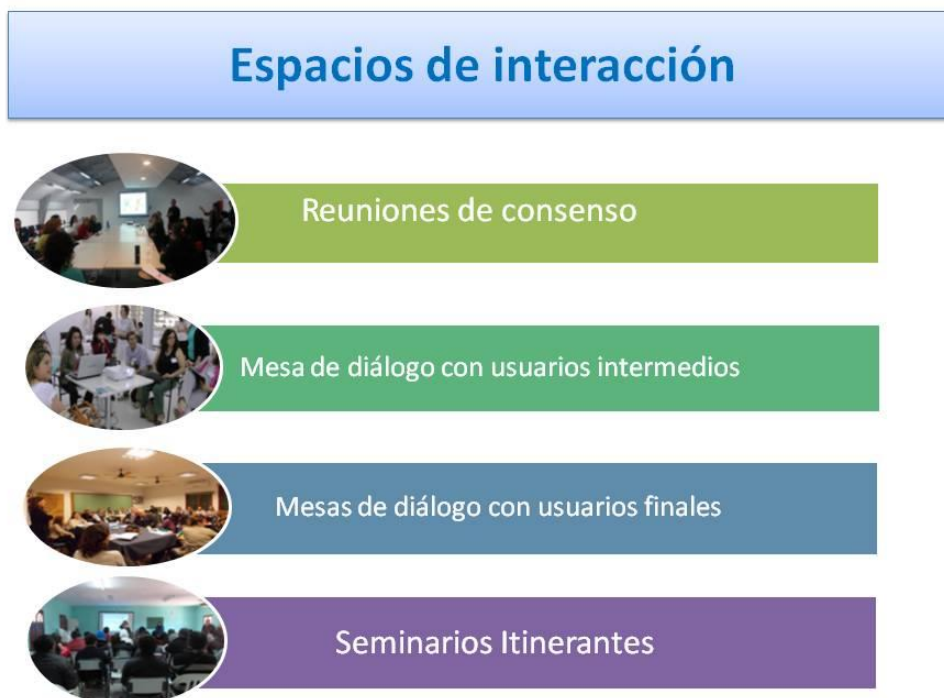 Espacios de interacción
Reuniones de consenso
Mesa de diálogo con usuarios intermedios
Mesas de diálogo con usuarios finales
Seminarios Itinerantes